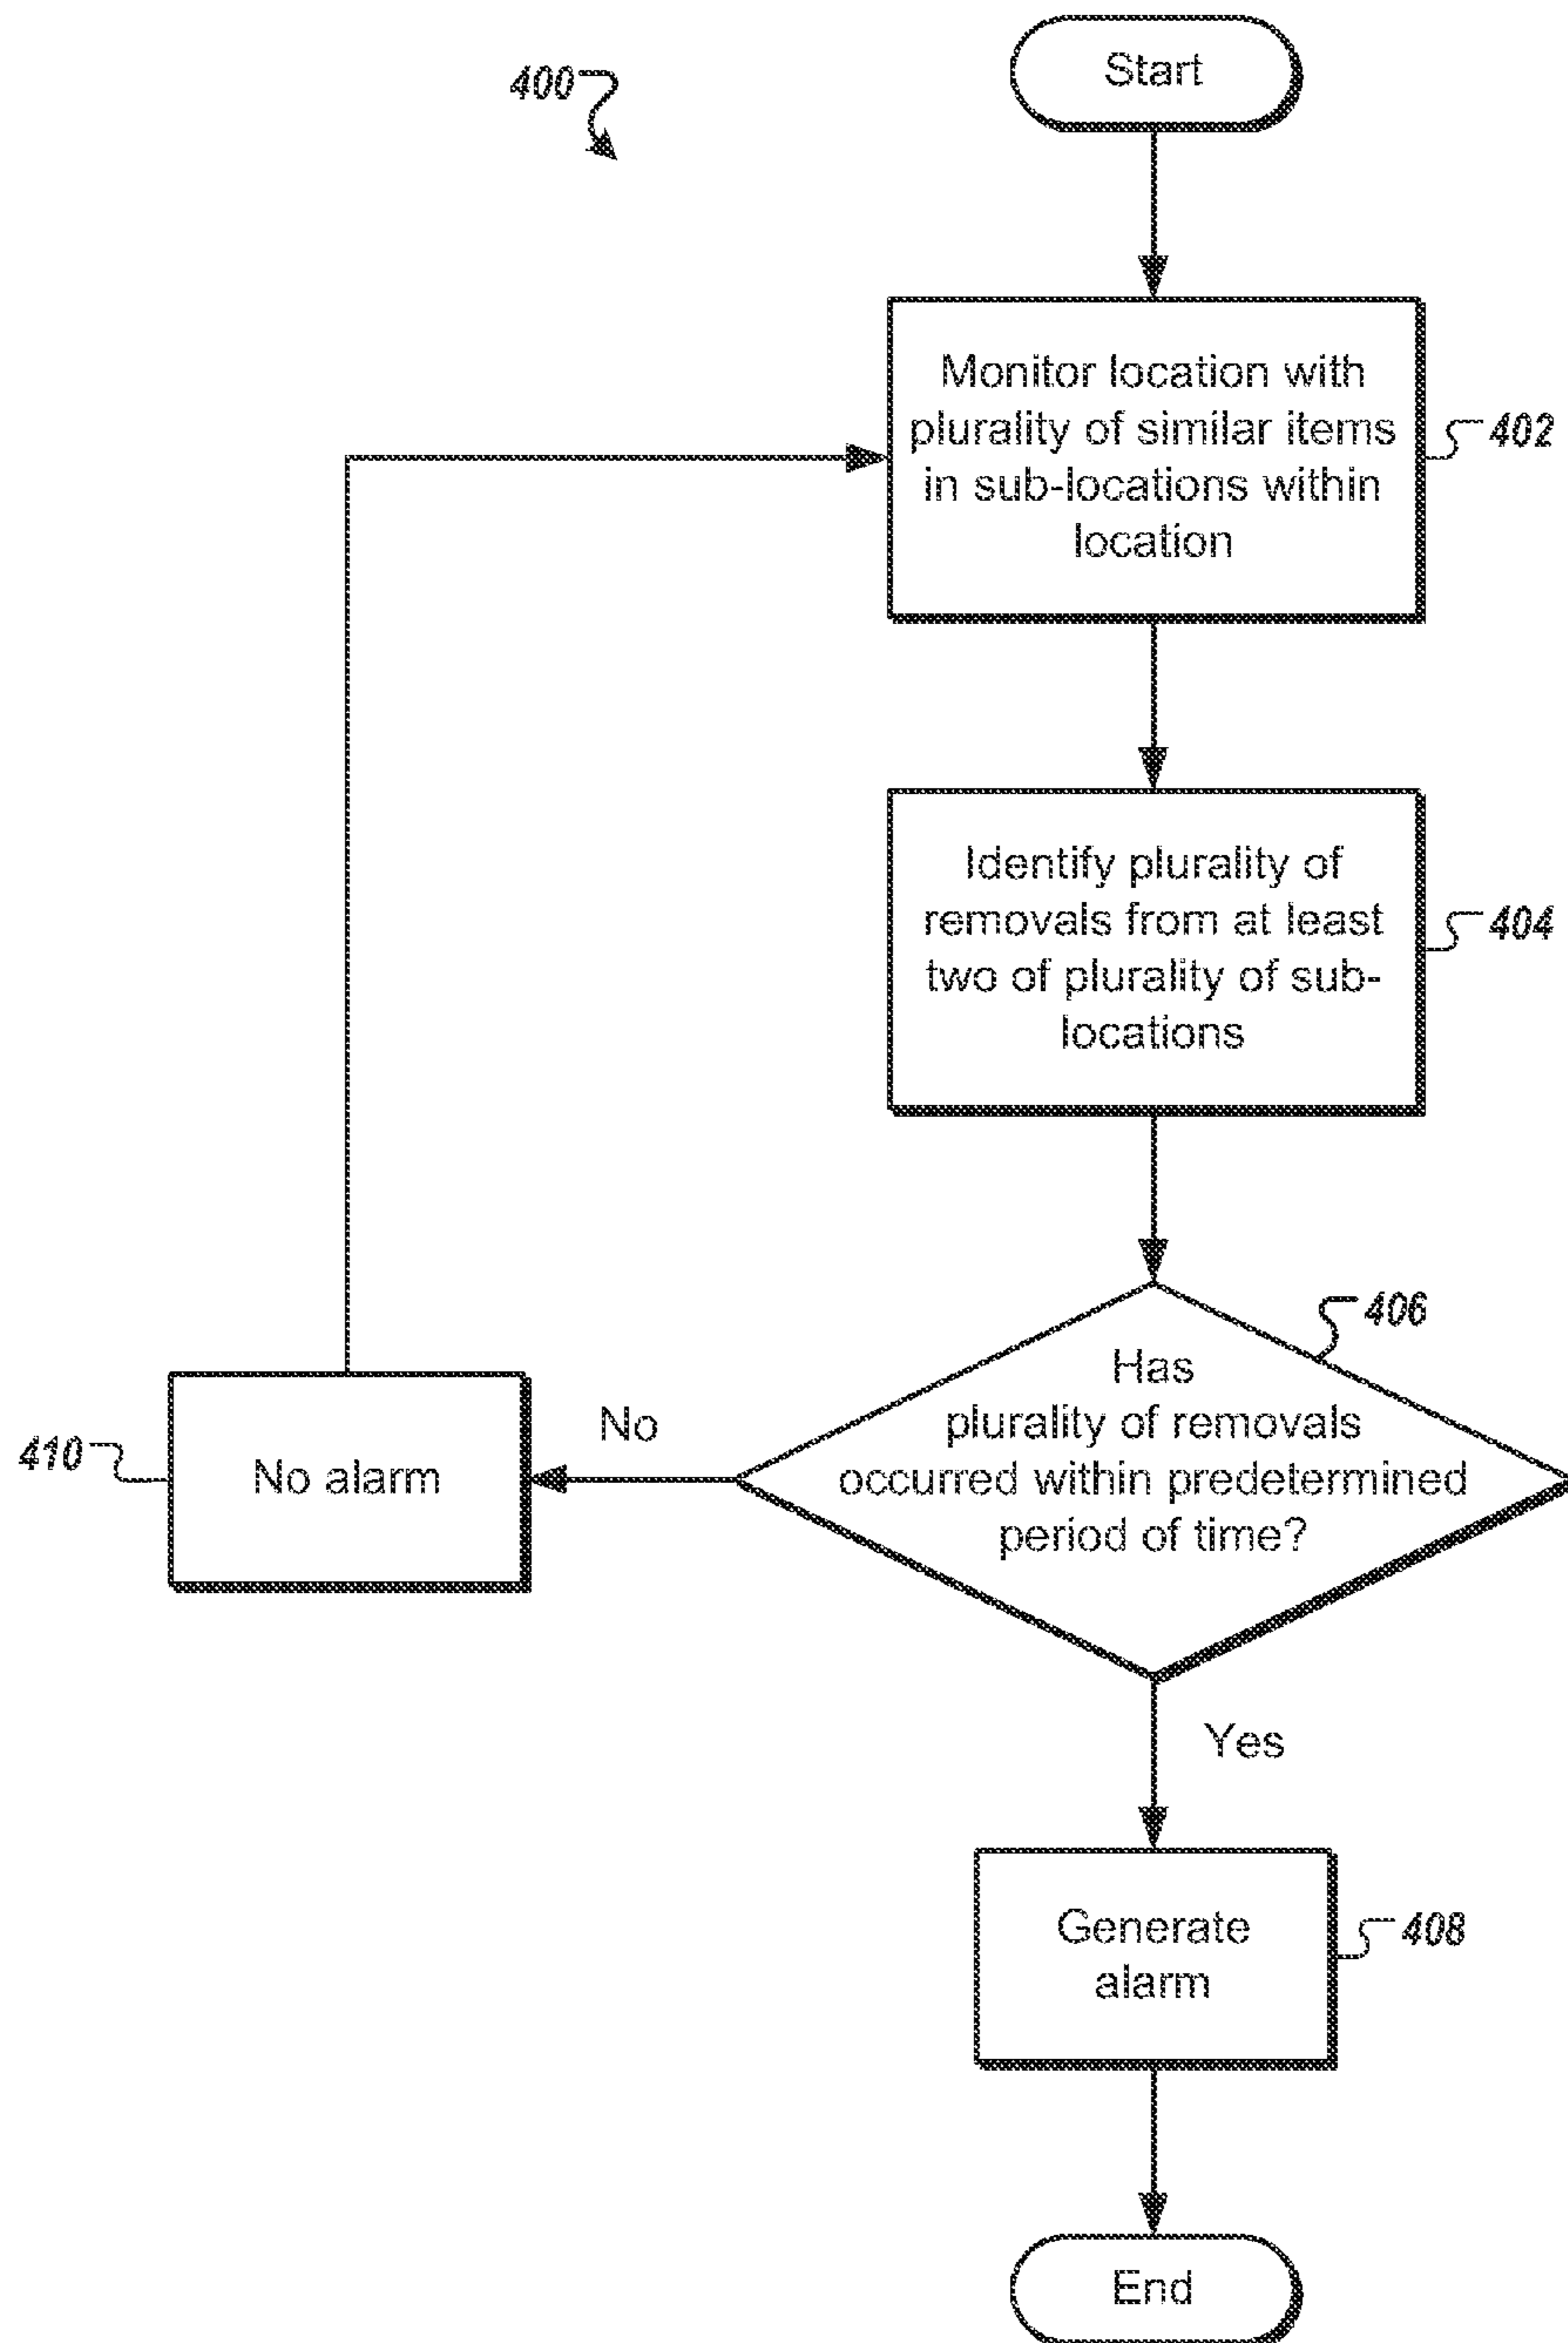 400
Start
Monitor location with
plurality of similar items
in sub-locations within
location
402
Identify plurality of
removals from at least
two of plurality of sub-
locations
404
406
Has
plurality of removals
occurred within predetermined
period of time?
No
410
No alarm
Yes
Generate
alarm
408
End